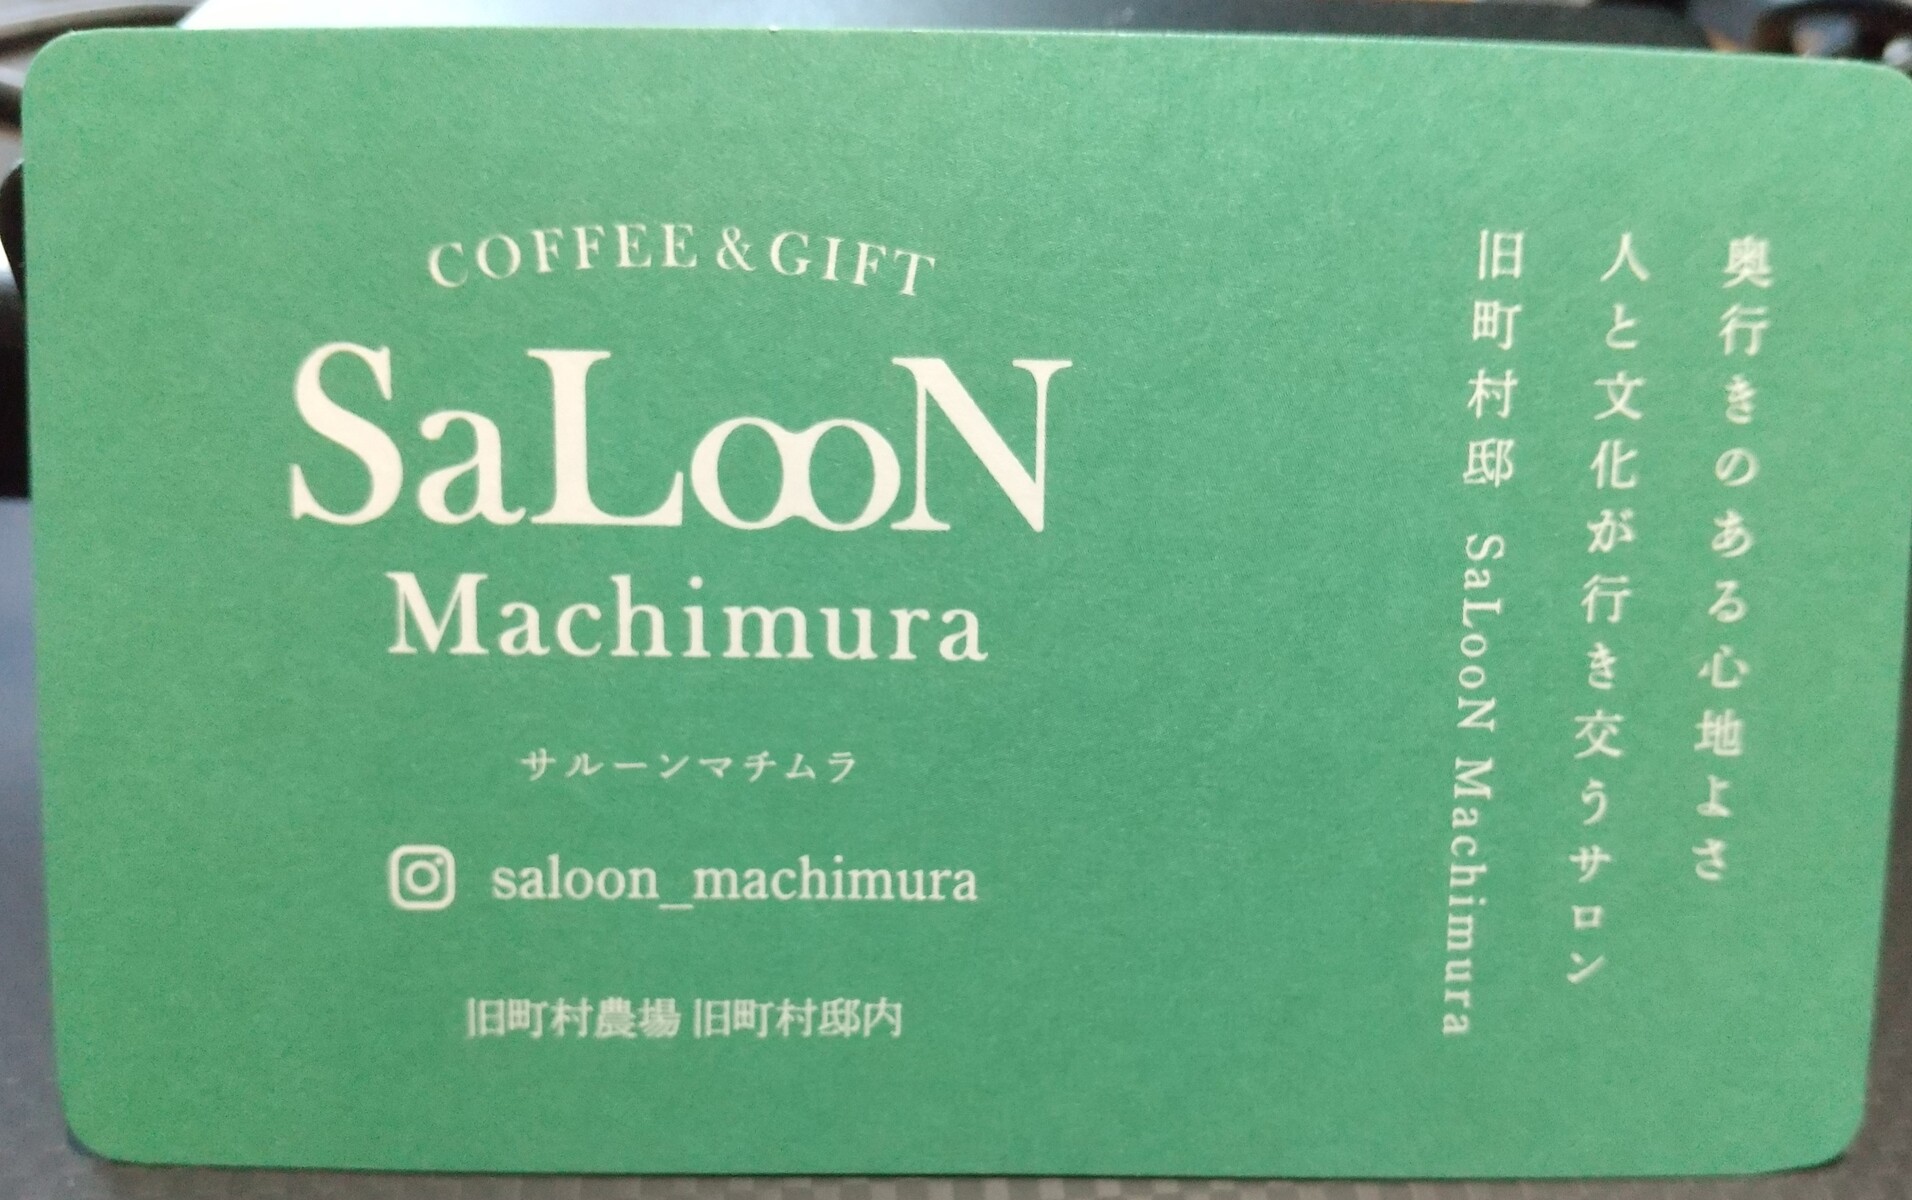 COFFEE & GIFT
SaLooN
Machimura
サルーンマチムラ
saloon_machimura
旧町村農場 旧町村邸内
奥行きのある心地よさ
人と文化が行き交うサロン
旧町村邸 SaLooN Machimura